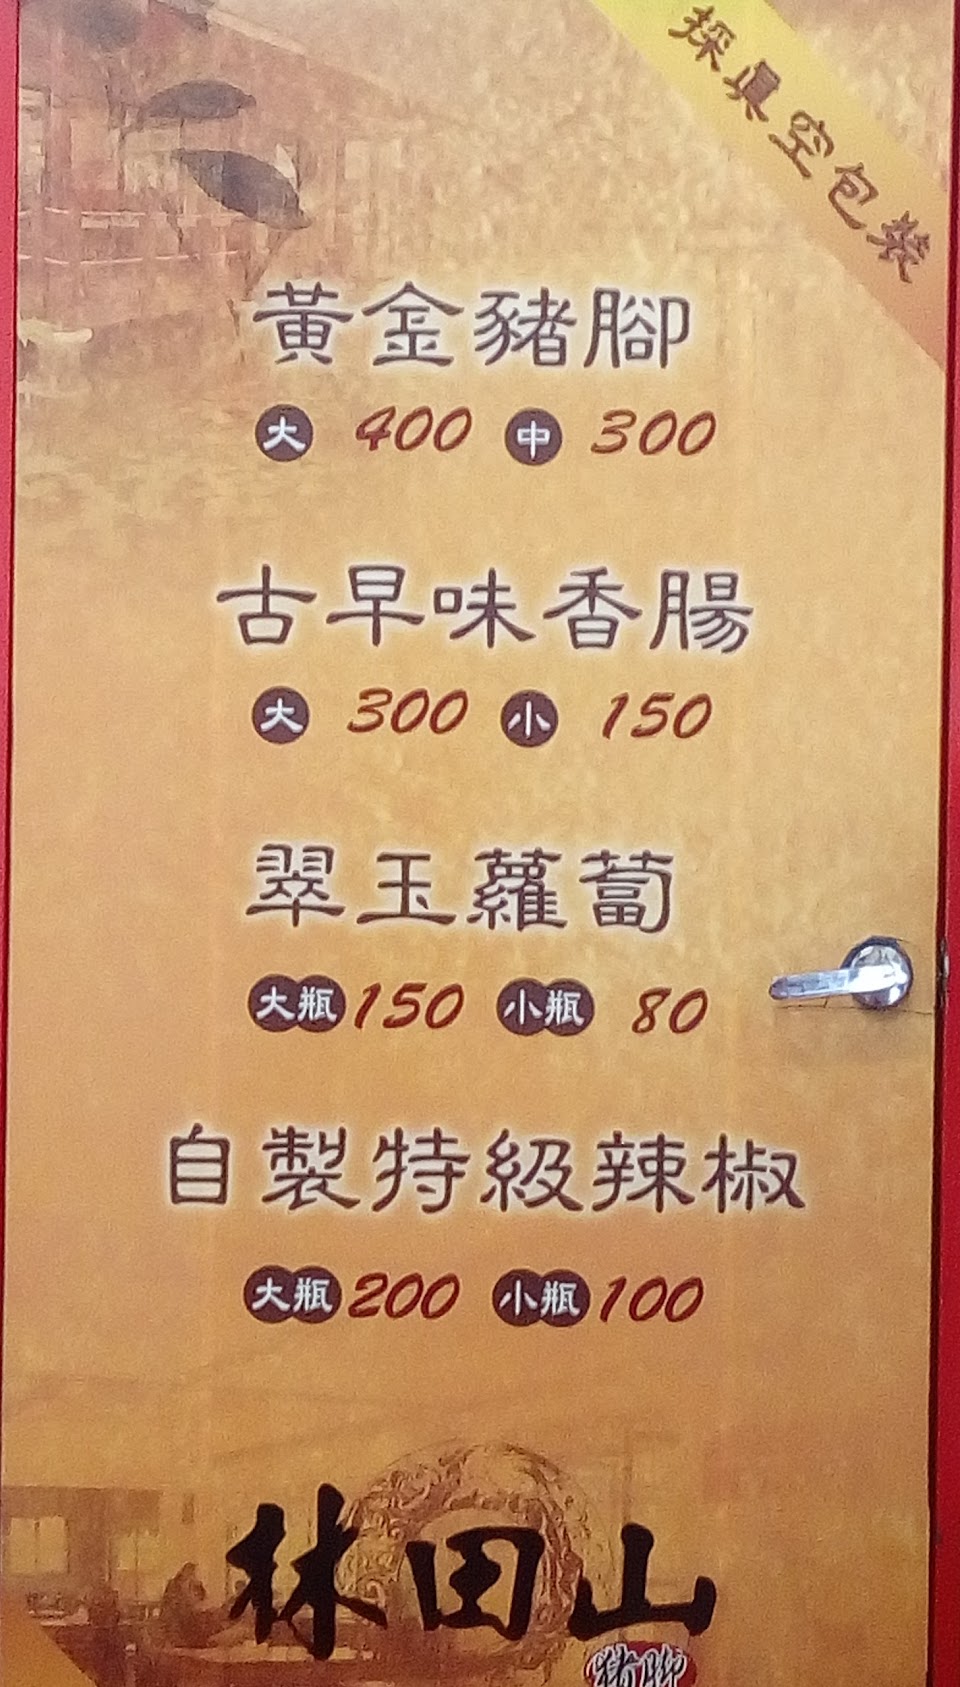 採真空包裝
黃金豬腳
大 400 中 300
古早味香腸
大 300 小 150
翠玉蘿蔔
大瓶 150 小瓶 80
自製特級辣椒
大瓶 200 小瓶 100
林田山
豬腳